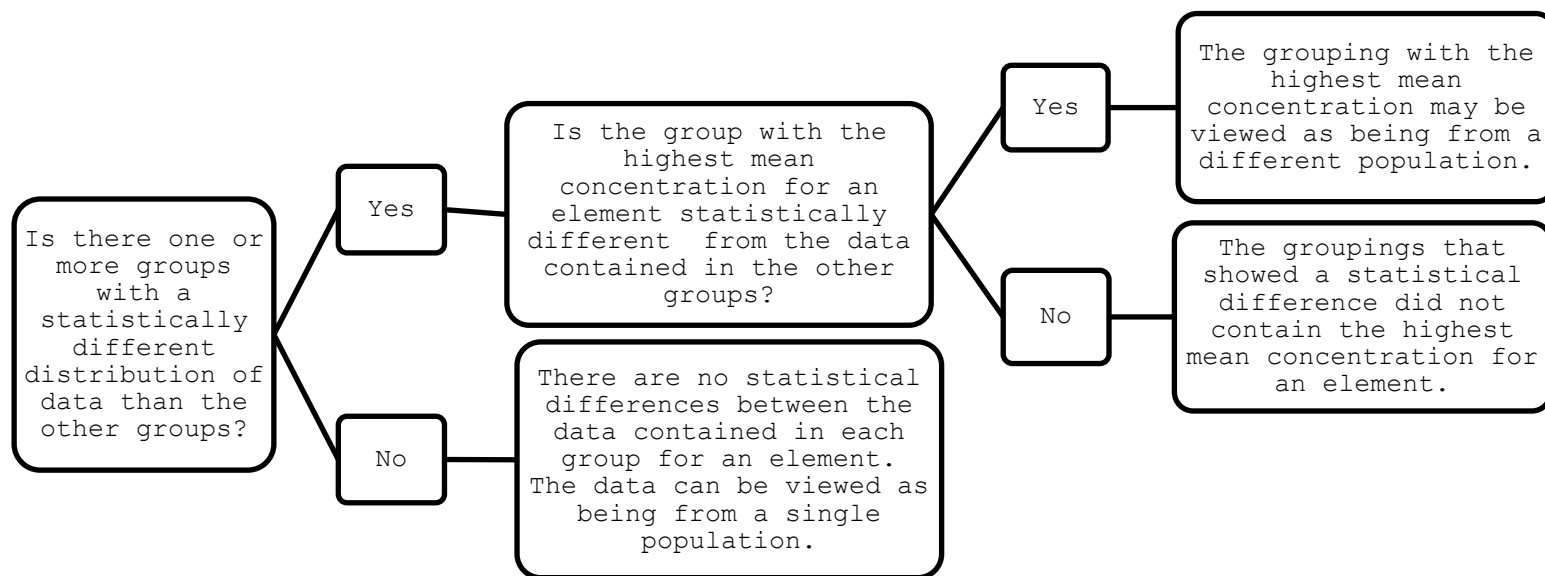 Is there one or
more groups
with a
statistically
different
distribution of
data than the
other groups?
Yes
Is the group with the
highest mean
concentration for an
element statistically
different  from the data
contained in the other
groups?
Yes
The grouping with the
highest mean
concentration may be
viewed as being from a
different population.
No
The groupings that
showed a statistical
difference did not
contain the highest
mean concentration for
an element.
No
There are no statistical
differences between the
data contained in each
group for an element.
The data can be viewed as
being from a single
population.